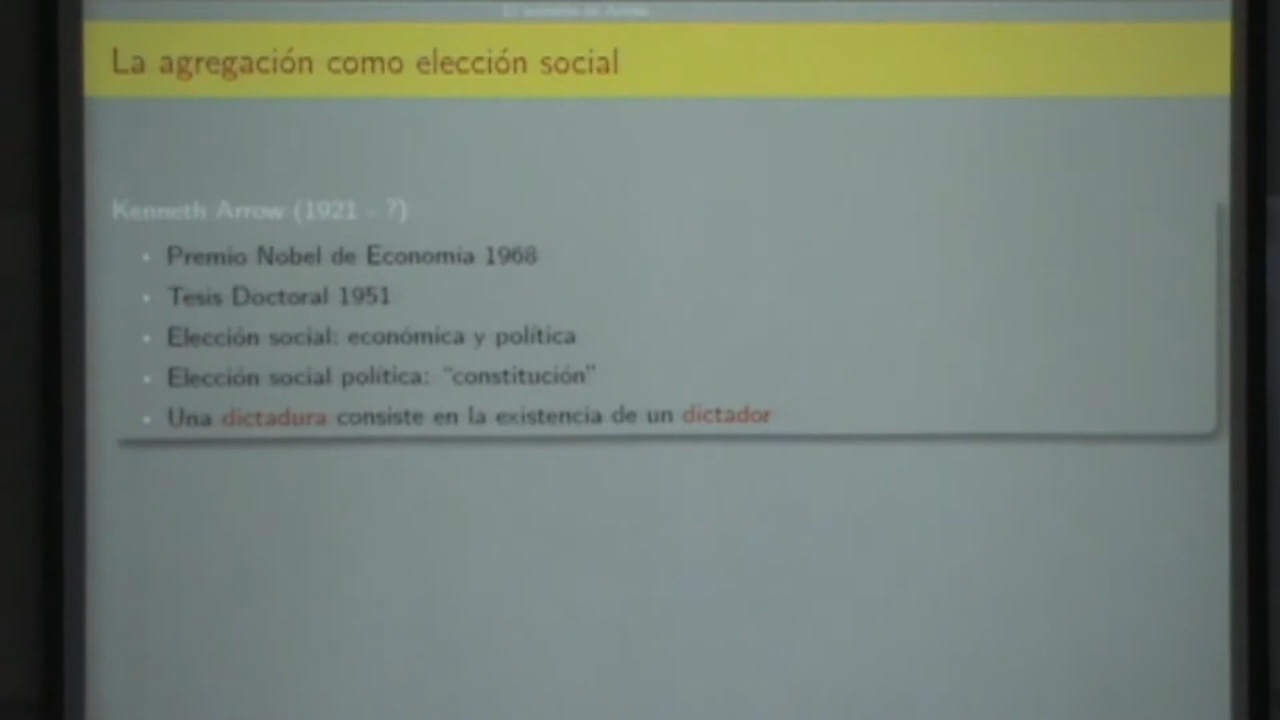 La agregación como elección social
Kenneth Arrow (1921 - ?)
Premio Nobel de Economía 1968
Tesis Doctoral 1951
Elección social: económica y política
Elección social política: “constitución”
Una dictadura consiste en la existencia de un dictador